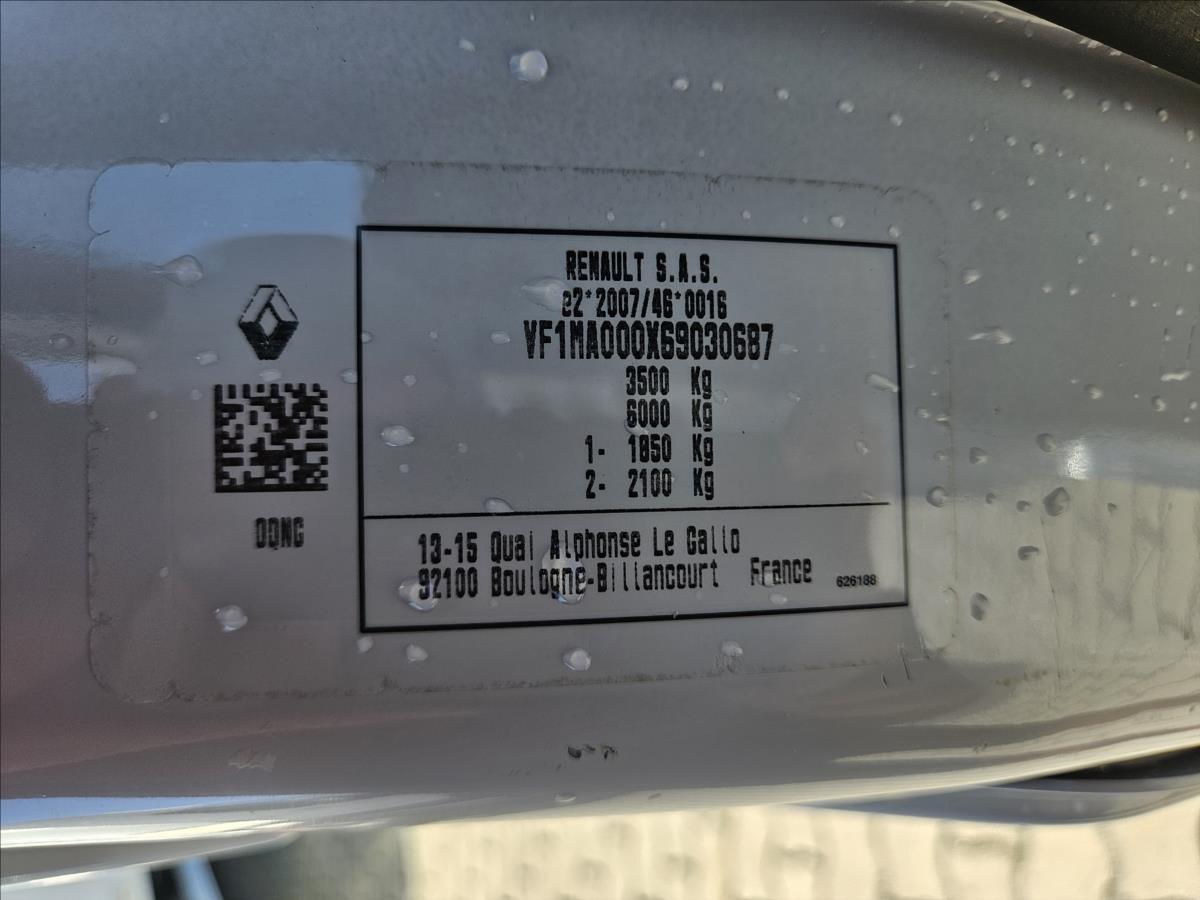 RENAULT S.A.S.
e2*2007/46*0016
VF1MA000X69030687
3500 Kg
6000 Kg
1- 1850 Kg
2- 2100 Kg
OQNG
13-15 Quai Alphonse Le Gallo
92100 Boulogne-Billancourt France
626188